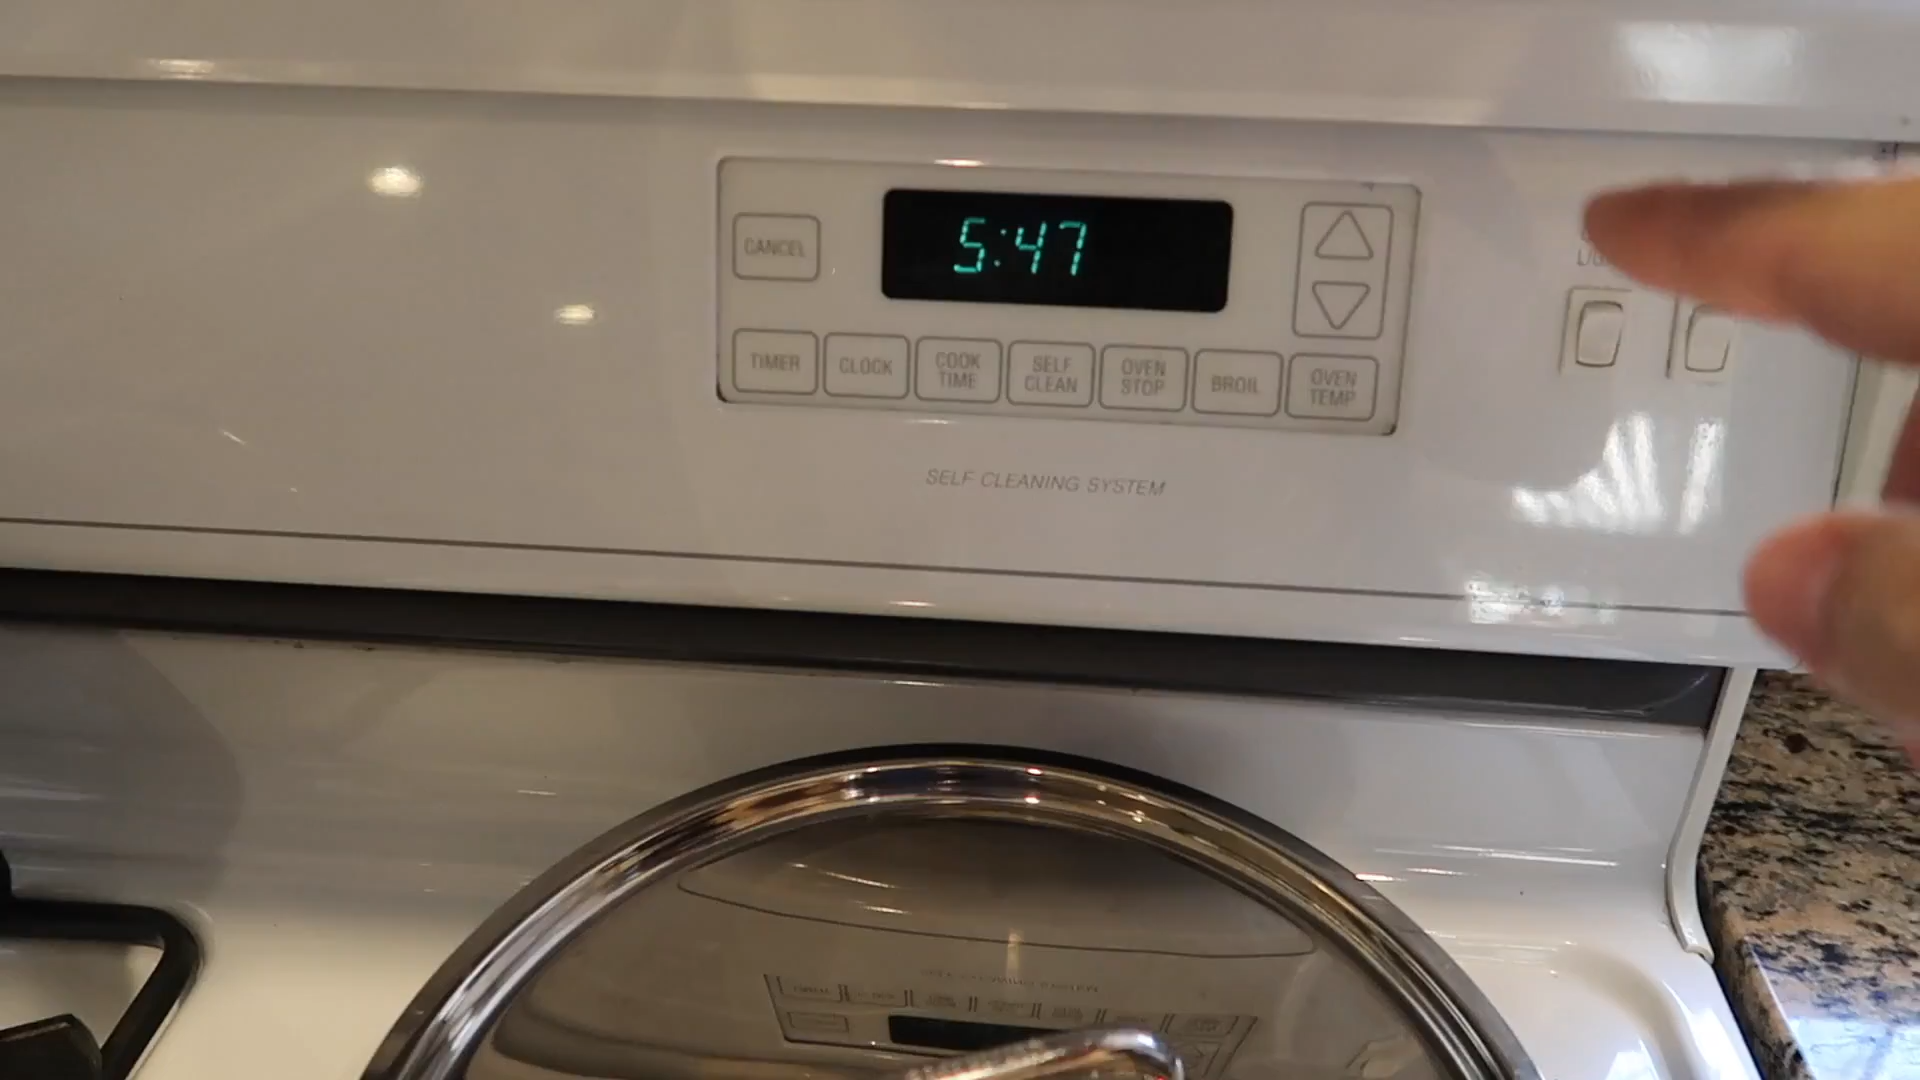 5:47
CANCEL
TIMER
CLOCK
COOK
TIME
SELF
CLEAN
OVEN
STOP
BROIL
OVEN
TEMP
SELF CLEANING SYSTEM